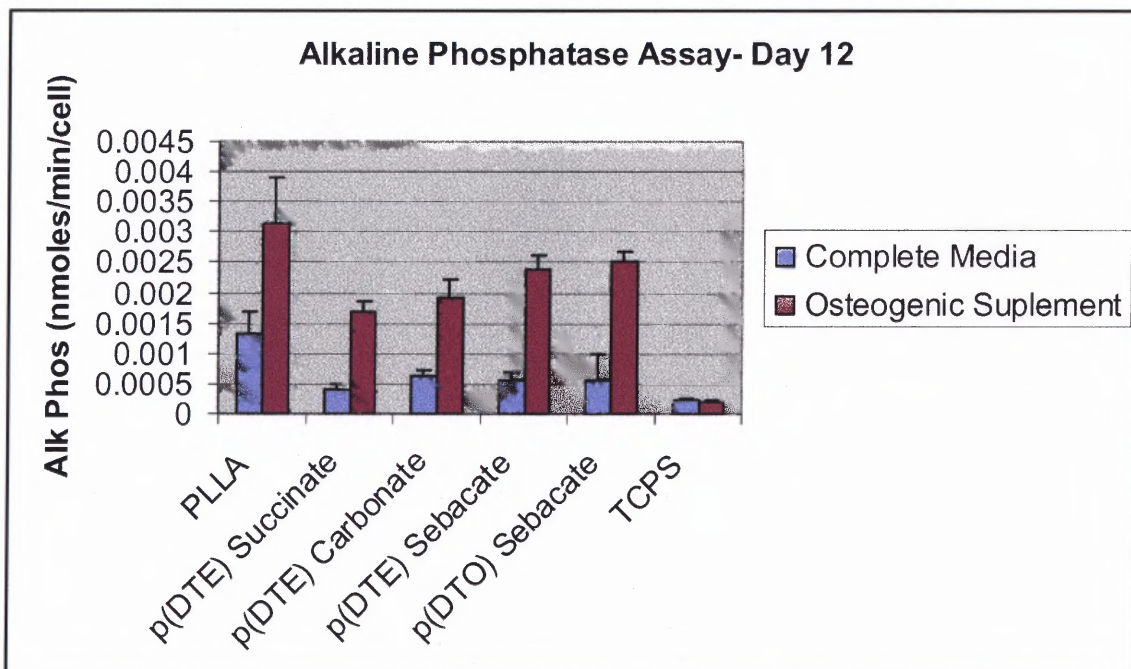 Alkaline Phosphatase Assay- Day 12
Alk Phos (nmoles/min/cell)
0.0045
0.004
0.0035
0.003
0.0025
0.002
0.0015
0.001
0.0005
0
PLLA
p(DTE) Succinate
p(DTE) Carbonate
p(DTE) Sebacate
p(DTO) Sebacate
TCPS
Complete Media
Osteogenic Suplement